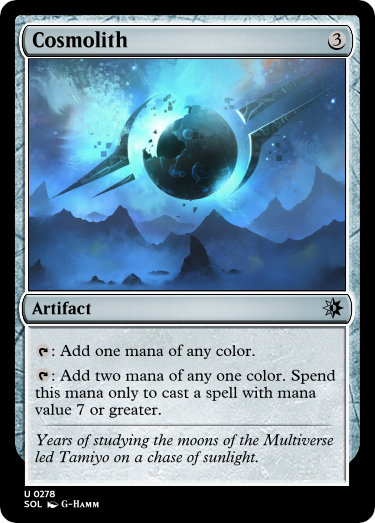 Cosmolith 3
Artifact
: Add one mana of any color.
: Add two mana of any one color. Spend
this mana only to cast a spell with mana
value 7 or greater.
Years of studying the moons of the Multiverse
led Tamiyo on a chase of sunlight.
U 0278
SOL G-Hamm